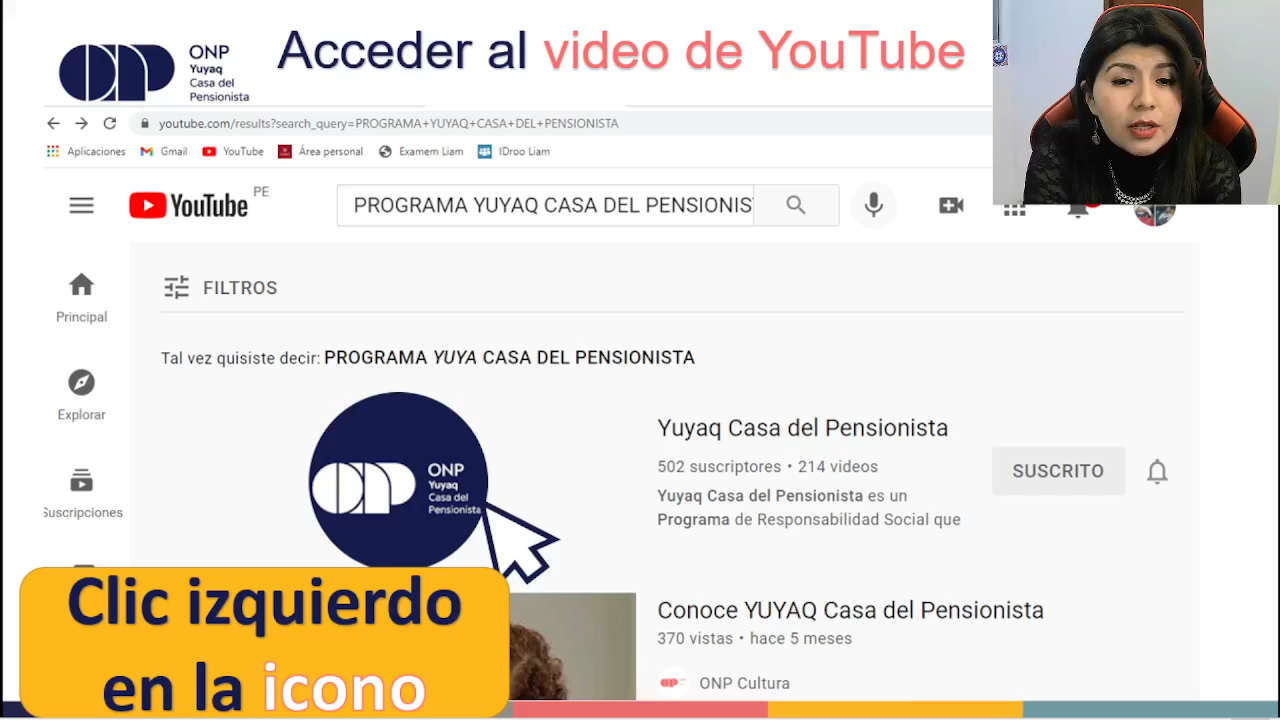 Acceder al video de YouTube
ONP
Yuyaq
Casa del
Pensionista
youtube.com/results?search_query=PROGRAMA+YUYAQ+CASA+DEL+PENSIONISTA
Aplicaciones Gmail YouTube Área personal Examem Liam IDroo Liam
YouTube PE
PROGRAMA YUYAQ CASA DEL PENSIONIS
FILTROS
Principal
Tal vez quisiste decir: PROGRAMA YUYA CASA DEL PENSIONISTA
Explorar
ONP
Yuyaq
Casa del
Pensionista
Yuyaq Casa del Pensionista
502 suscriptores • 214 videos
SUSCRITO
Yuyaq Casa del Pensionista es un
Programa de Responsabilidad Social que
Suscripciones
Clic izquierdo
en la icono
Conoce YUYAQ Casa del Pensionista
370 vistas • hace 5 meses
ONP Cultura